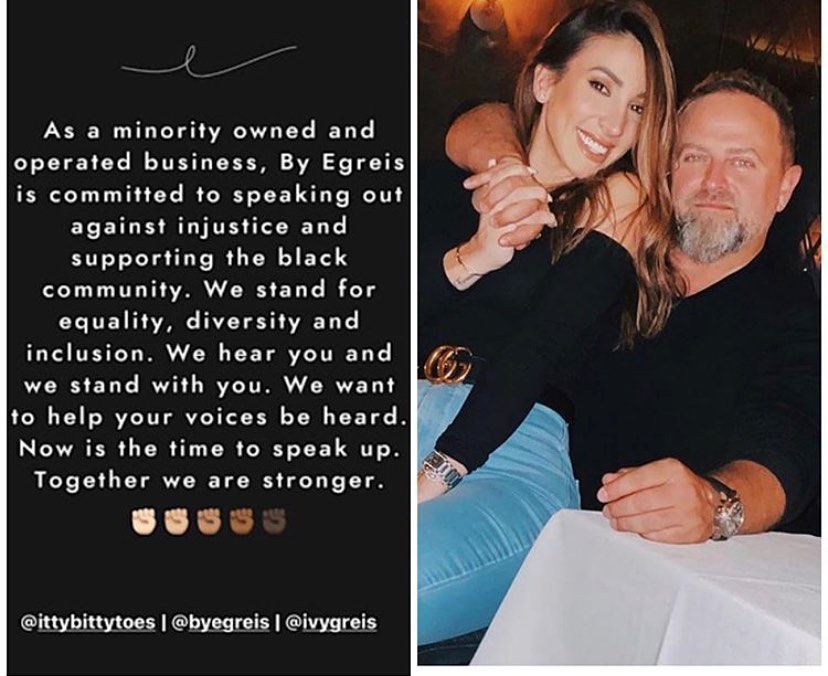 As a minority owned and
operated business, By Egreis
is committed to speaking out
against injustice and
supporting the black
community. We stand for
equality, diversity and
inclusion. We hear you and
we stand with you. We want
to help your voices be heard.
Now is the time to speak up.
Together we are stronger.
✊🏻✊🏼✊🏽✊🏾✊🏿
@ittybittytoes | @byegreis | @ivygreis